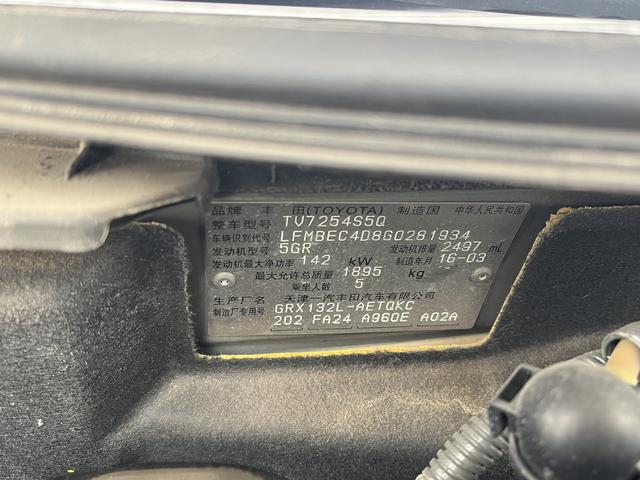 品牌 丰田(TOYOTA) 制造国 中华人民共和国
整车型号 TV7254S5Q
车辆识别代号 LFMBEC4D8G0281934
发动机型号 5GR 发动机排量 2497 mL
发动机最大净功率 142 kW 制造年月 16-03
最大允许总质量 1895 kg
乘坐人数 5
生产厂名 天津一汽丰田汽车有限公司
制造厂专用号 GRX132L-AETQKC
202 FA24 A960E A02A